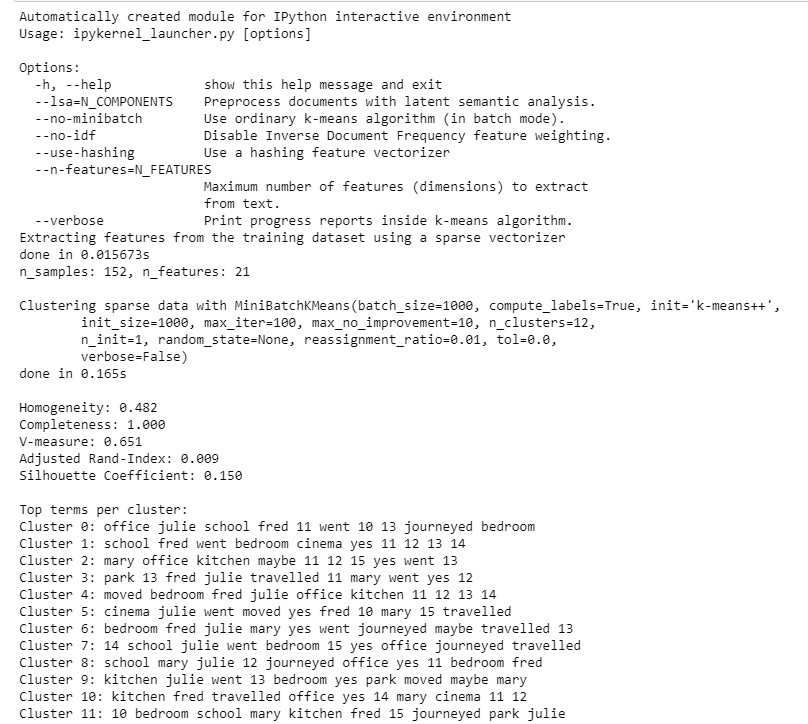 Automatically created module for IPython interactive environment
Usage: ipykernel_launcher.py [options]
Options:
-h, --help show this help message and exit
--lsa=N_COMPONENTS Preprocess documents with latent semantic analysis.
--no-minibatch Use ordinary k-means algorithm (in batch mode).
--no-idf Disable Inverse Document Frequency feature weighting.
--use-hashing Use a hashing feature vectorizer
--n-features=N_FEATURES
Maximum number of features (dimensions) to extract
from text.
--verbose Print progress reports inside k-means algorithm.
Extracting features from the training dataset using a sparse vectorizer
done in 0.015673s
n_samples: 152, n_features: 21
Clustering sparse data with MiniBatchKMeans(batch_size=1000, compute_labels=True, init='k-means++',
init_size=1000, max_iter=100, max_no_improvement=10, n_clusters=12,
n_init=1, random_state=None, reassignment_ratio=0.01, tol=0.0,
verbose=False)
done in 0.165s
Homogeneity: 0.482
Completeness: 1.000
V-measure: 0.651
Adjusted Rand-Index: 0.009
Silhouette Coefficient: 0.150
Top terms per cluster:
Cluster 0: office julie school fred 11 went 10 13 journeyed bedroom
Cluster 1: school fred went bedroom cinema yes 11 12 13 14
Cluster 2: mary office kitchen maybe 11 12 15 yes went 13
Cluster 3: park 13 fred julie travelled 11 mary went yes 12
Cluster 4: moved bedroom fred julie office kitchen 11 12 13 14
Cluster 5: cinema julie went moved yes fred 10 mary 15 travelled
Cluster 6: bedroom fred julie mary yes went journeyed maybe travelled 13
Cluster 7: 14 school julie went bedroom 15 yes office journeyed travelled
Cluster 8: school mary julie 12 journeyed office yes 11 bedroom fred
Cluster 9: kitchen julie went 13 bedroom yes park moved maybe mary
Cluster 10: kitchen fred travelled office yes 14 mary cinema 11 12
Cluster 11: 10 bedroom school mary kitchen fred 15 journeyed park julie